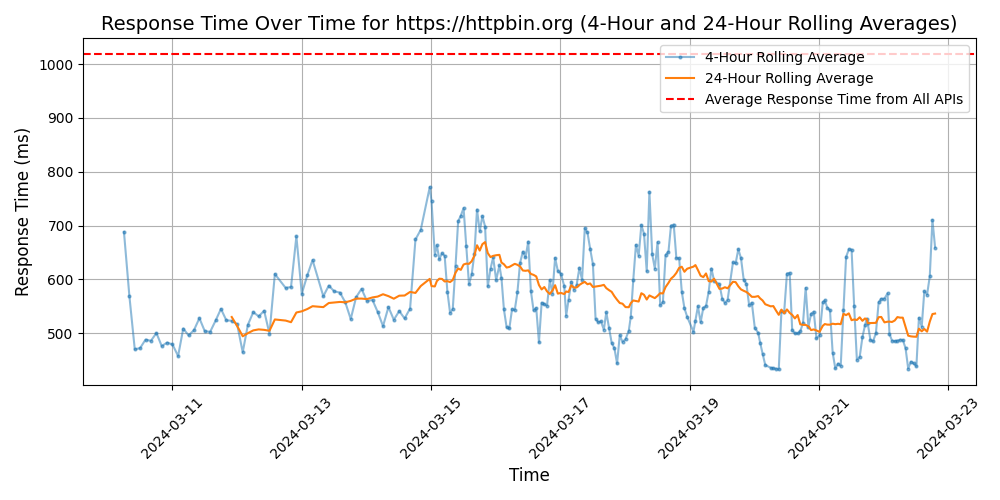 Response Time Over Time for https://httpbin.org (4-Hour and 24-Hour Rolling Averages)
4-Hour Rolling Average
24-Hour Rolling Average
Average Response Time from All APIs
Response Time (ms)
1000
900
800
700
600
500
2024-03-11
2024-03-13
2024-03-15
2024-03-17
2024-03-19
2024-03-21
2024-03-23
Time